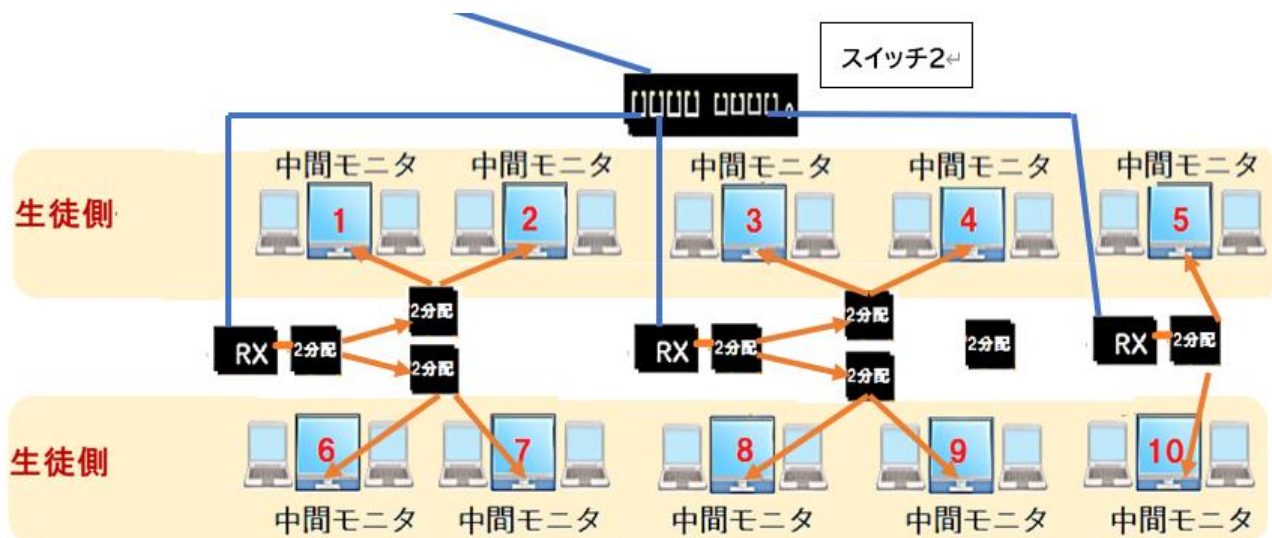 スイッチ2↵
中間モニタ 中間モニタ 中間モニタ 中間モニタ 中間モニタ
生徒側
1 2 3 4 5
2分配 2分配
RX 2分配 RX 2分配 2分配 RX 2分配
2分配 2分配
生徒側
6 7 8 9 10
中間モニタ 中間モニタ 中間モニタ 中間モニタ 中間モニタ